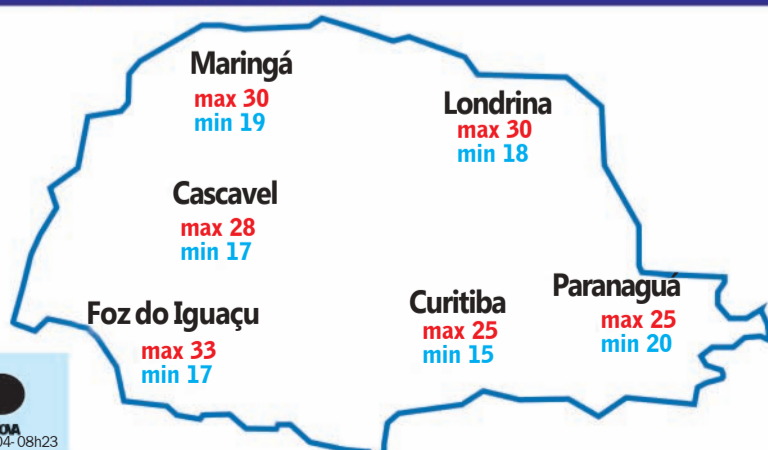 Maringá
max 30
min 19
Londrina
max 30
min 18
Cascavel
max 28
min 17
Foz do Iguaçu
max 33
min 17
Curitiba
max 25
min 15
Paranaguá
max 25
min 20
08h23